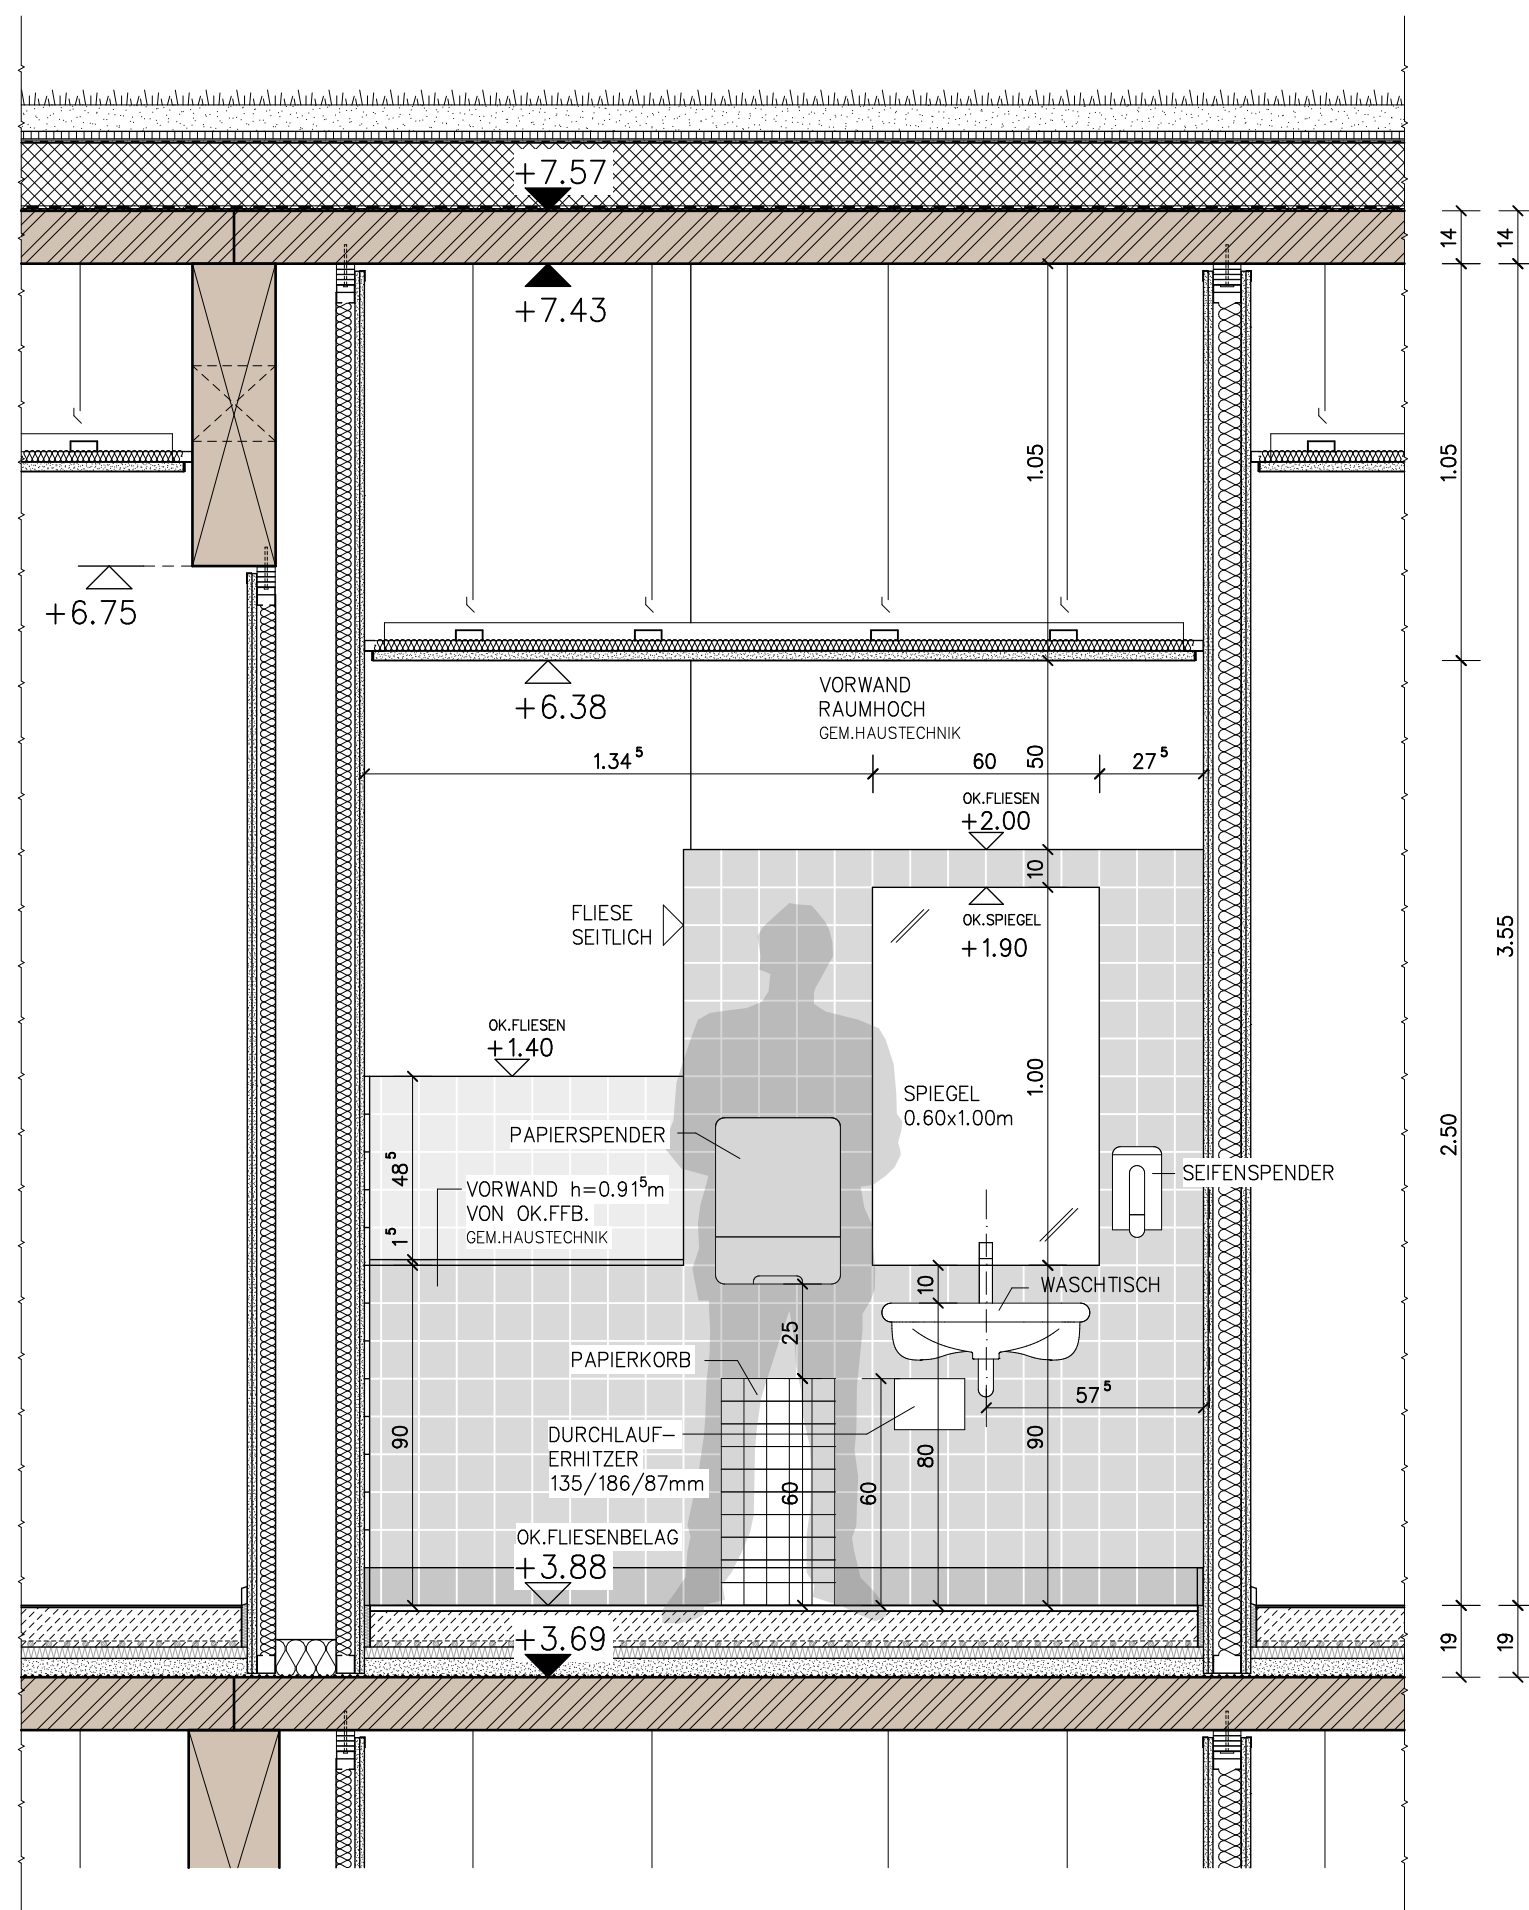 +7.57
14
14
+7.43
1.05
1.05
+6.75
+6.38
VORWAND
RAUMHOCH
GEM.HAUSTECHNIK
1.34⁵
60
50
27⁵
OK.FLIESEN
+2.00
10
FLIESE
SEITLICH
OK.SPIEGEL
+1.90
3.55
OK.FLIESEN
+1.40
1.00
SPIEGEL
0.60x1.00m
PAPIERSPENDER
2.50
48⁵
SEIFENSPENDER
VORWAND h=0.91⁵m
VON OK.FFB.
GEM.HAUSTECHNIK
1⁵
10
WASCHTISCH
25
PAPIERKORB
57⁵
90
DURCHLAUF-
ERHITZER
135/186/87mm
60
60
80
90
OK.FLIESENBELAG
+3.88
+3.69
19
19